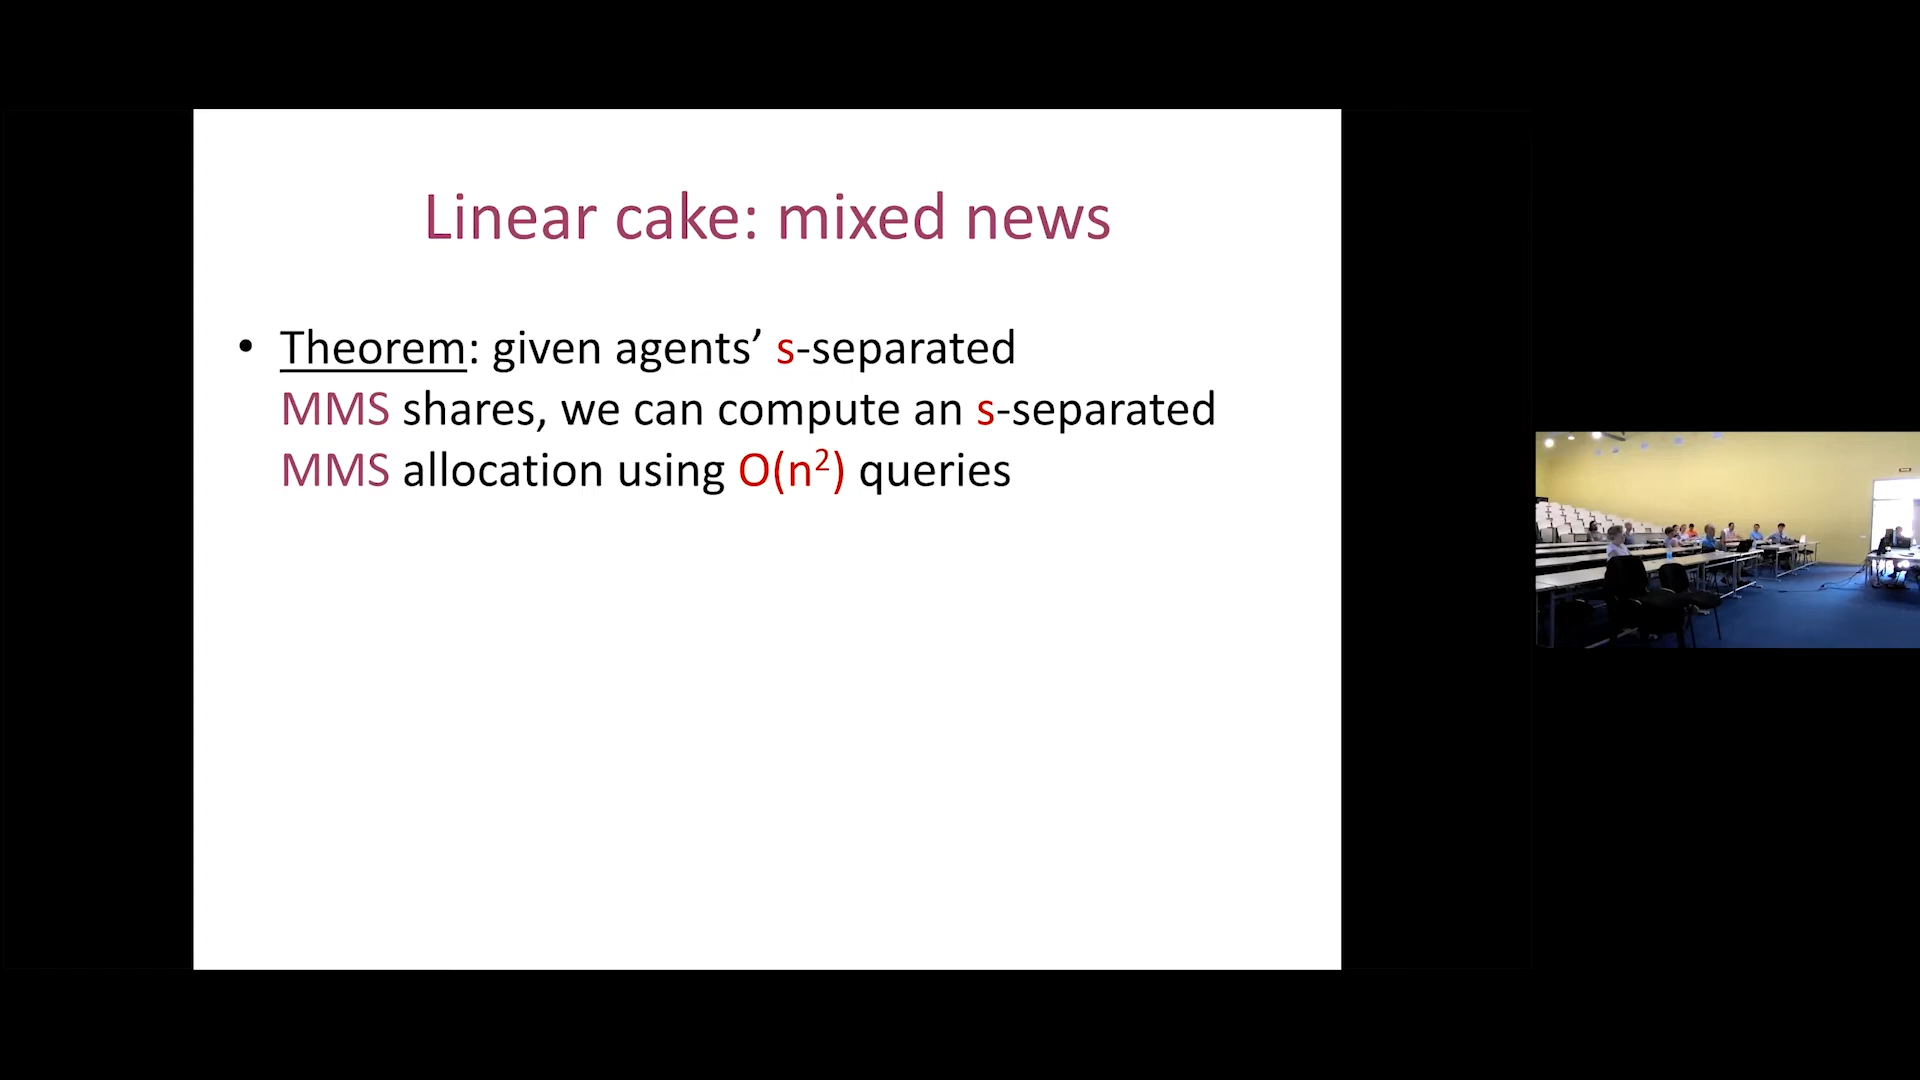 Linear cake: mixed news
• Theorem: given agents’ s-separated
MMS shares, we can compute an s-separated
MMS allocation using O(n²) queries